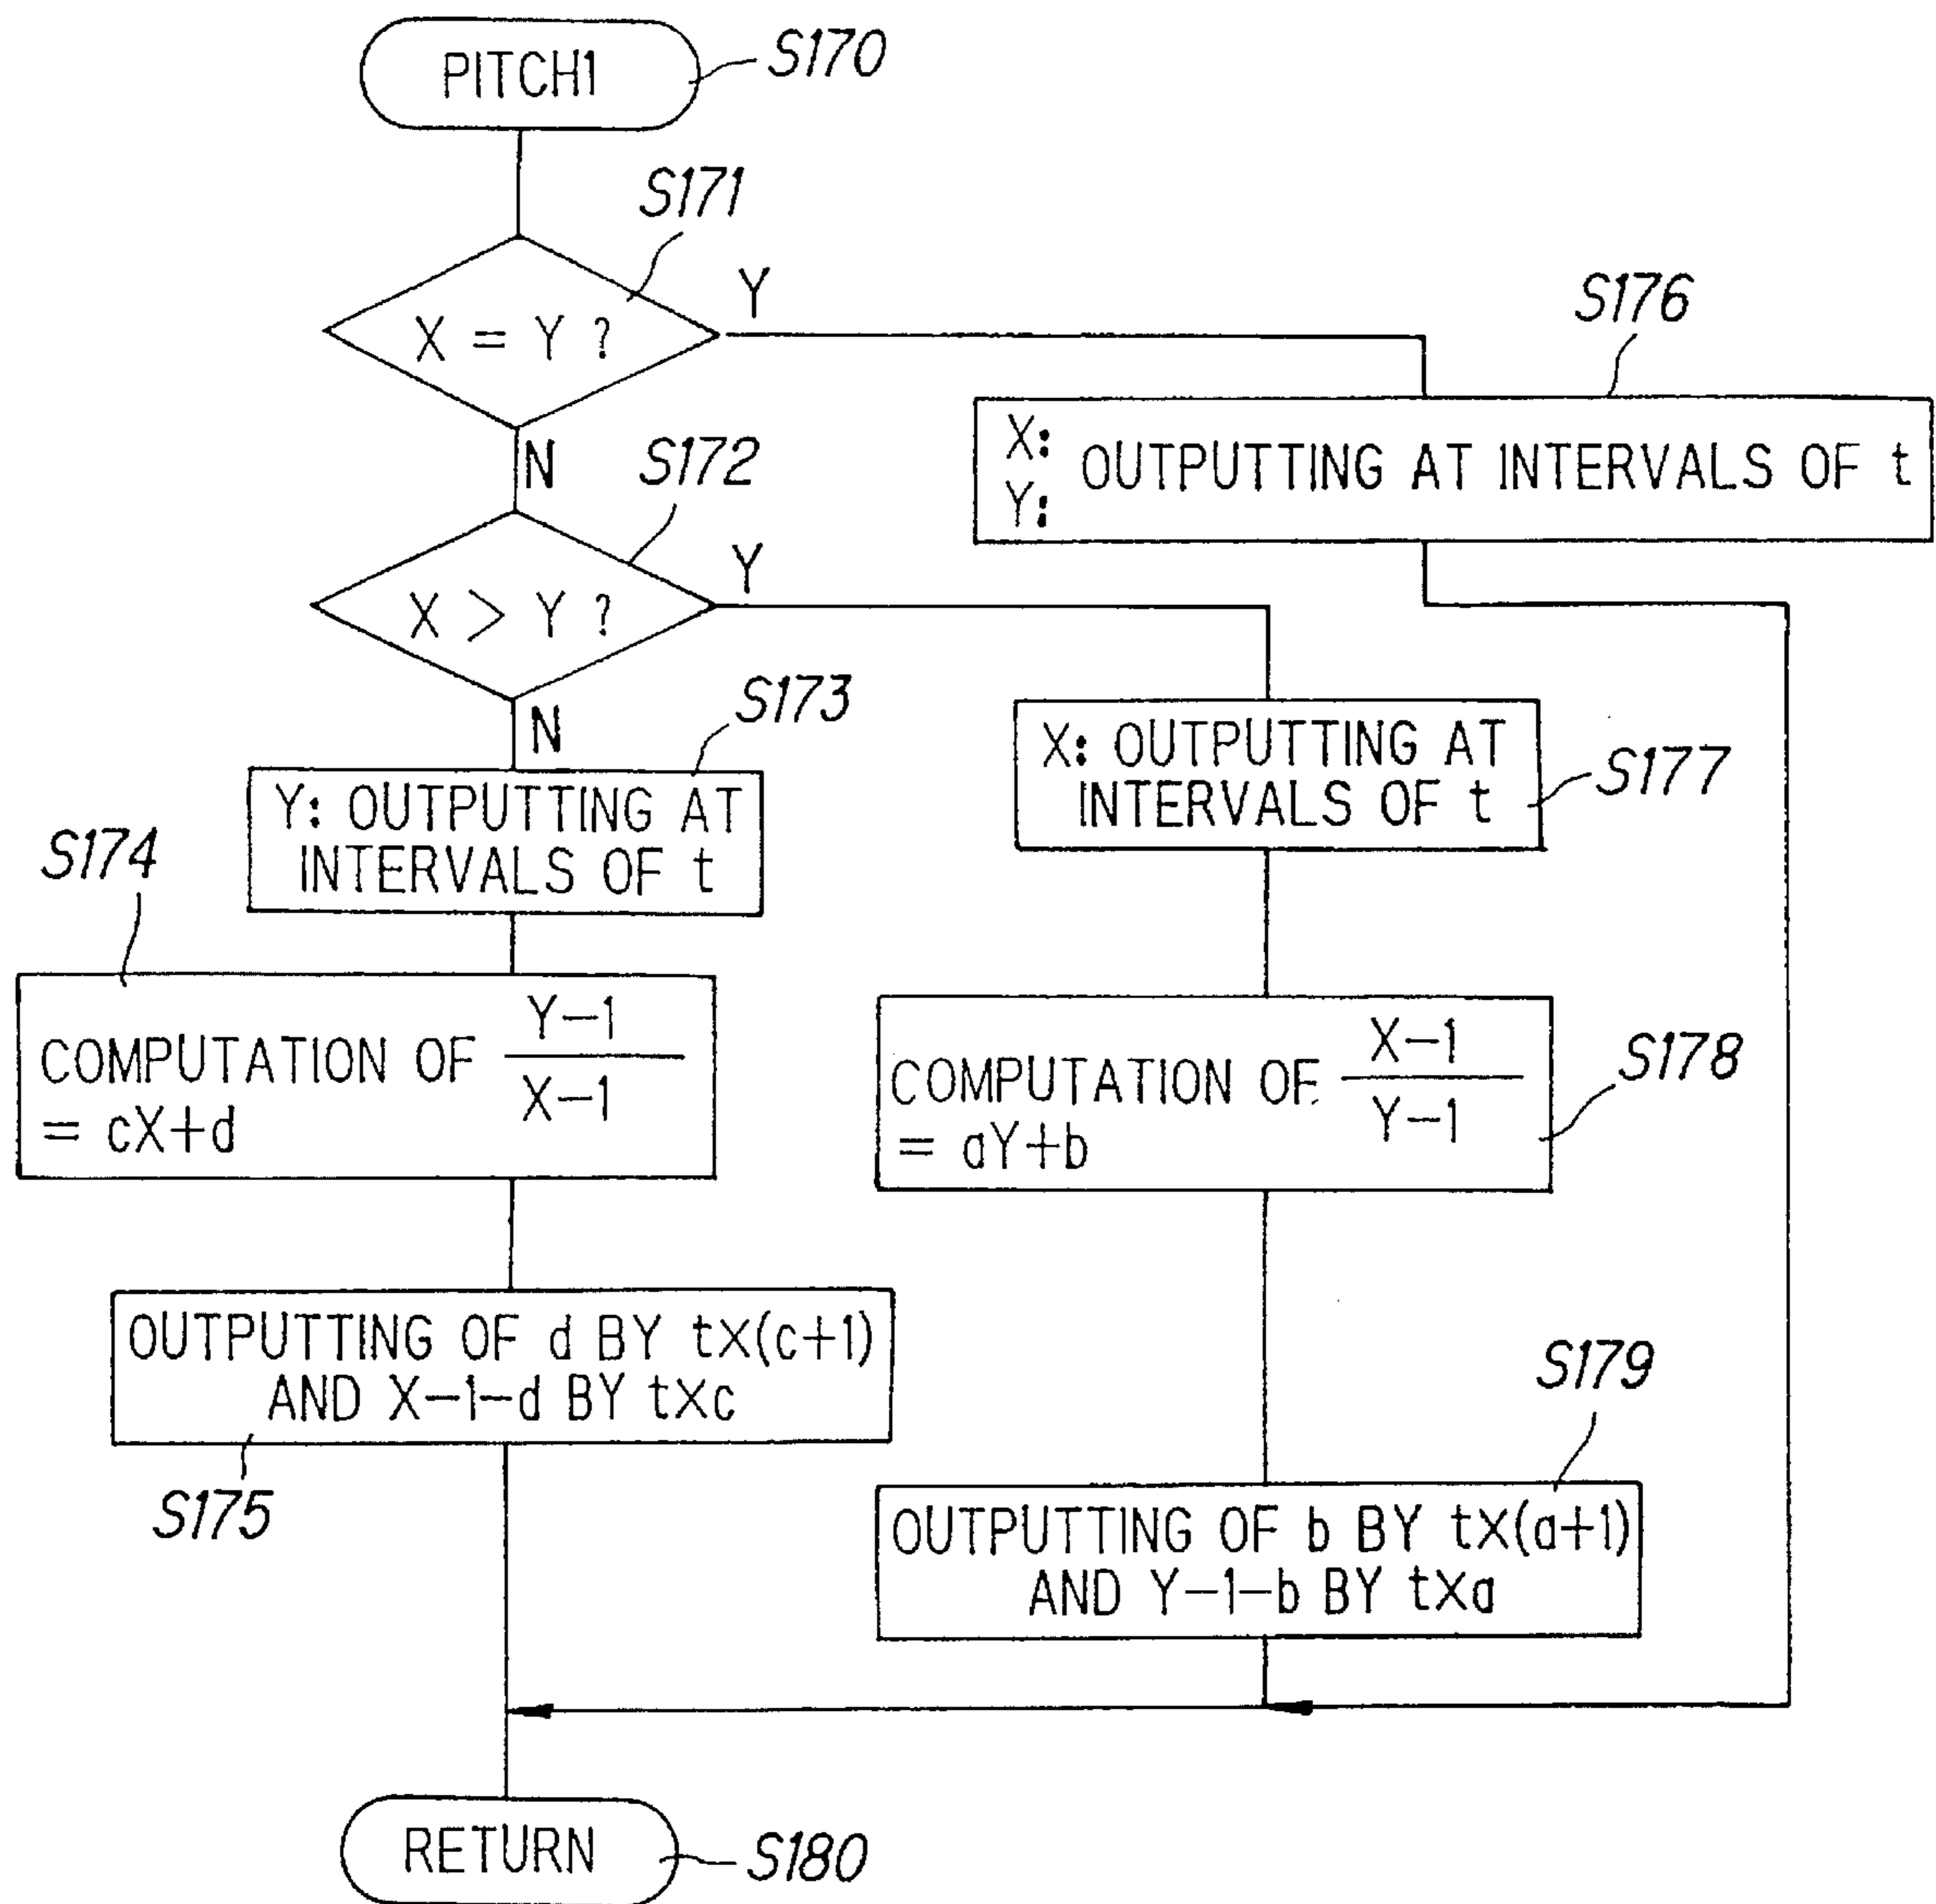 PITCH1
S170
S171
X = Y ?
Y
N
S176
X:
Y:
OUTPUTTING AT INTERVALS OF t
S172
X > Y ?
Y
N
S173
Y: OUTPUTTING AT
INTERVALS OF t
X: OUTPUTTING AT
INTERVALS OF t
S177
S174
COMPUTATION OF
Y-1
X-1
= cX+d
COMPUTATION OF
X-1
Y-1
= aY+b
S178
OUTPUTTING OF d BY tX(c+1)
AND X-1-d BY tXc
S175
S179
OUTPUTTING OF b BY tX(a+1)
AND Y-1-b BY tXa
RETURN
S180